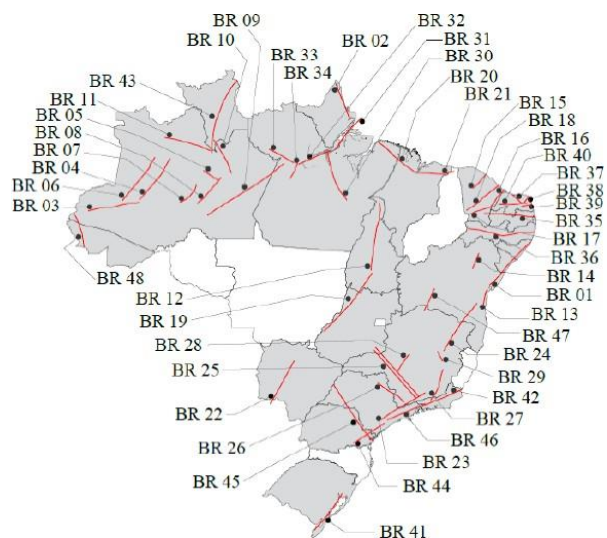 BR 09
BR 32
BR 10
BR 33
BR 02
BR 31
BR 34
BR 30
BR 43
BR 20
BR 21
BR 11
BR 15
BR 05
BR 18
BR 08
BR 16
BR 07
BR 40
BR 04
BR 37
BR 06
BR 38
BR 03
BR 39
BR 35
BR 17
BR 36
BR 48
BR 14
BR 12
BR 01
BR 19
BR 13
BR 47
BR 28
BR 24
BR 25
BR 29
BR 42
BR 22
BR 27
BR 26
BR 46
BR 45
BR 23
BR 44
BR 41